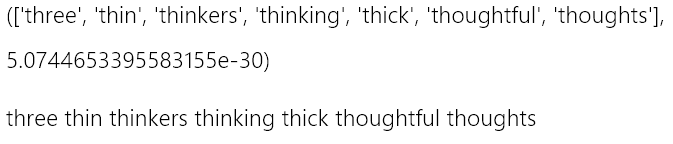 (['three', 'thin', 'thinkers', 'thinking', 'thick', 'thoughtful', 'thoughts'],
5.0744653395583155e-30)
three thin thinkers thinking thick thoughtful thoughts